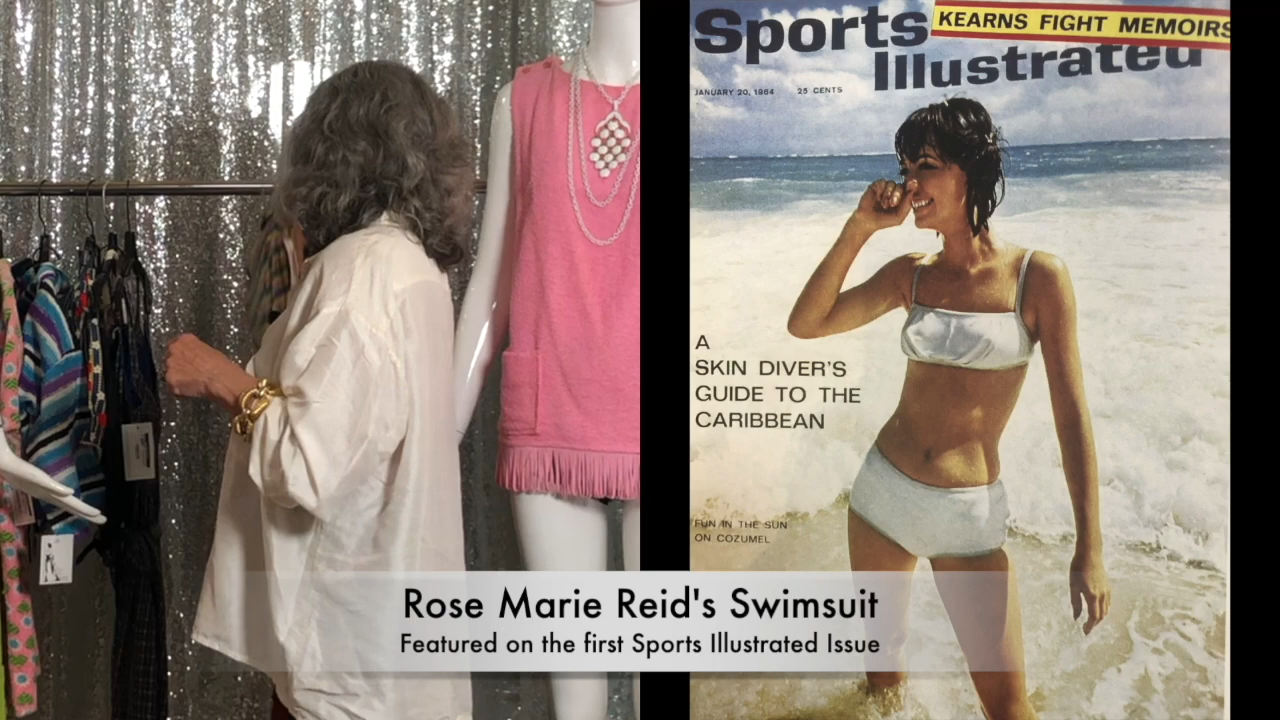 Sports
KEARNS FIGHT MEMOIRS
Illustrated
JANUARY 20, 1964 25 CENTS
A
SKIN DIVER'S
GUIDE TO THE
CARIBBEAN
FUN IN THE SUN
ON COZUMEL
Rose Marie Reid's Swimsuit
Featured on the first Sports Illustrated Issue